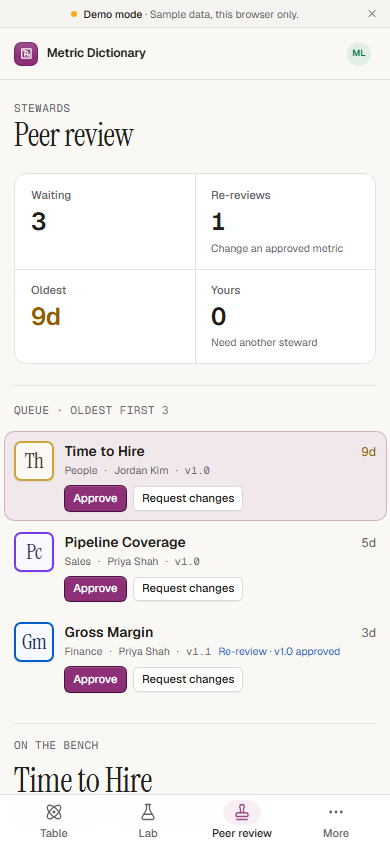 Demo mode · Sample data, this browser only.
Metric Dictionary
ML
STEWARDS
Peer review
Waiting
3
Re-reviews
1
Change an approved metric
Oldest
9d
Yours
0
Need another steward
QUEUE · OLDEST FIRST 3
Th
Time to Hire
9d
People · Jordan Kim · v1.0
Approve
Request changes
Pc
Pipeline Coverage
5d
Sales · Priya Shah · v1.0
Approve
Request changes
Gm
Gross Margin
3d
Finance · Priya Shah · v1.1 Re-review · v1.0 approved
Approve
Request changes
ON THE BENCH
Time to Hire
Table
Lab
Peer review
More